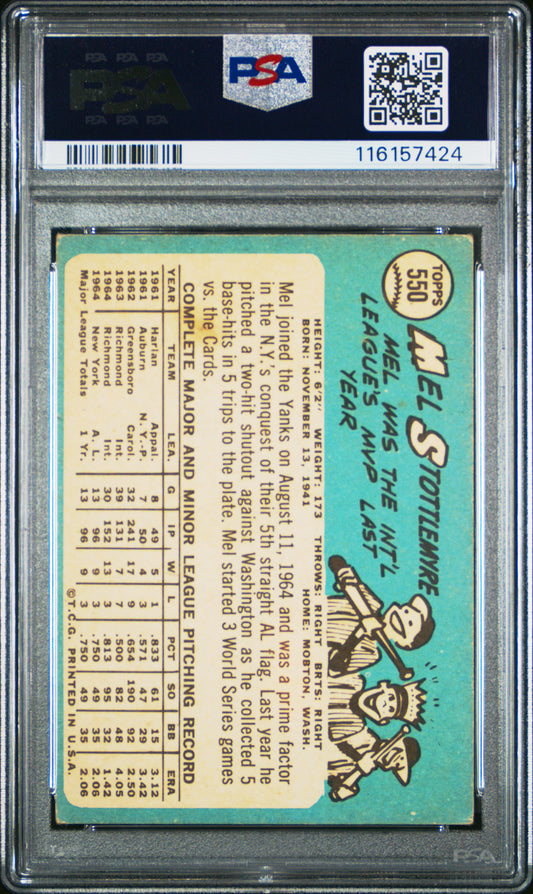 PSA PSA PSA
PSA
PSA PSA PSA
PSA
116157424
TOPPS
550
MEL STOTTLEMYRE
MEL WAS THE INT'L
LEAGUE'S MVP LAST
YEAR
HEIGHT: 6'2" WEIGHT: 173 THROWS: RIGHT BRTS: RIGHT
BORN: NOVEMBER 13, 1941 HOME: MOBTON, WASH.
Mel joined the Yanks on August 11, 1964 and was a prime factor
in the N.Y.'s conquest of their 5th straight AL flag. Last year he
pitched a two-hit shutout against Washington as he collected 5
base-hits in 5 trips to the plate. Mel started 3 World Series games
vs. the Cards.
COMPLETE MAJOR AND MINOR LEAGUE PITCHING RECORD
YEAR TEAM LEA. G IP W L PCT SO BB ERA
1961 Harlan Appal. 8 49 5 1 .833 61 15 3.12
1961 Auburn N.Y.-P. 7 50 4 3 .571 47 29 3.42
1962 Greensboro Carol. 32 241 17 9 .654 190 92 2.50
1963 Richmond Int. 39 131 7 7 .500 82 48 4.05
1964 Richmond Int. 30 152 13 3 .813 95 32 1.42
1964 New York A. L. 13 96 9 3 .750 49 35 2.06
Major League Totals 1 Yr. 13 96 9 3 .750 49 35 2.06
©T.C.G. PRINTED IN U.S.A.
PSA